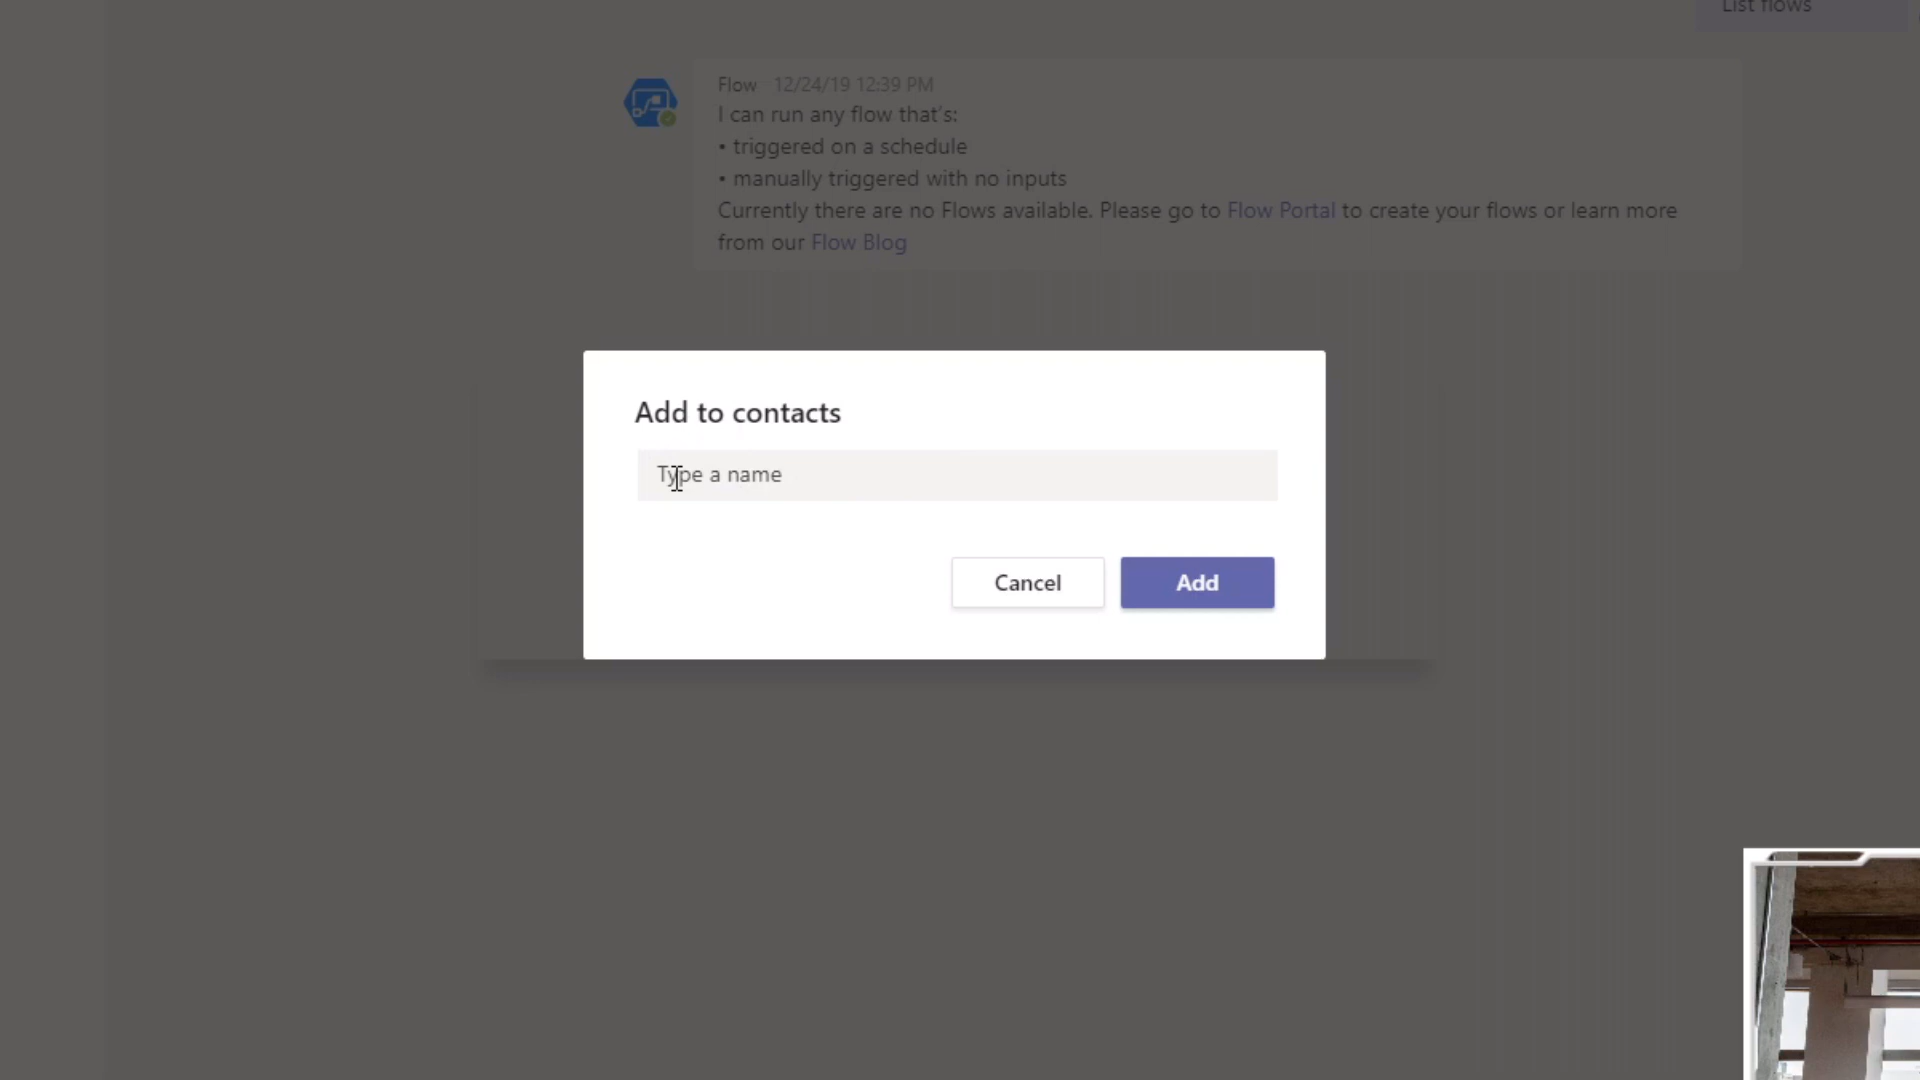 List flows
Flow 12/24/19 12:39 PM
I can run any flow that's:
• triggered on a schedule
• manually triggered with no inputs
Currently there are no Flows available. Please go to Flow Portal to create your flows or learn more
from our Flow Blog
Add to contacts
Type a name
Cancel
Add